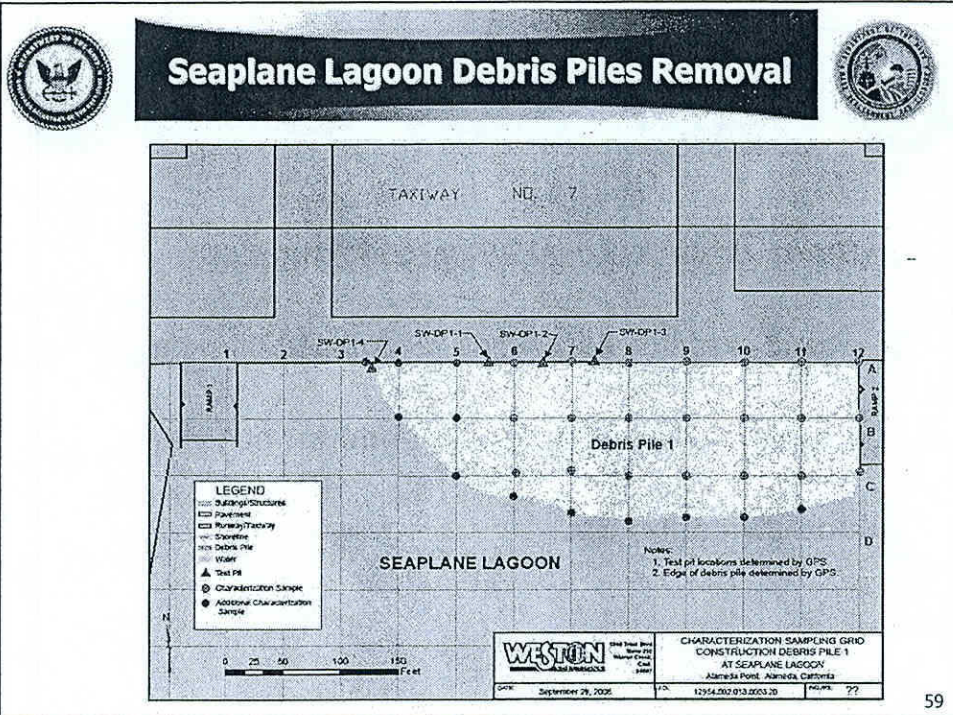 Seaplane Lagoon Debris Piles Removal
TAXIWAY NO. 7
SW-DP1-4
SW-DP1-1
SW-DP1-2
SW-DP1-3
1 2 3 4 5 6 7 8 9 10 11 12
A
B
C
D
RAMP 1
RAMP 2
Debris Pile 1
SEAPLANE LAGOON
LEGEND
Buildings/Structures
Pavement
Runway/Taxiway
Shoreline
Debris Pile
Water
Test Pit
Characterization Sample
Additional Characterization
Sample
Notes:
1. Test pit locations determined by GPS
2. Edge of debris pile determined by GPS
N
0 25 50 100 150
Feet
WESTON
SOLUTIONS
CHARACTERIZATION SAMPLING GRID
CONSTRUCTION DEBRIS PILE 1
AT SEAPLANE LAGOON
Alameda Point, Alameda, California
DATE: September 29, 2006
FIGURE: ??
59